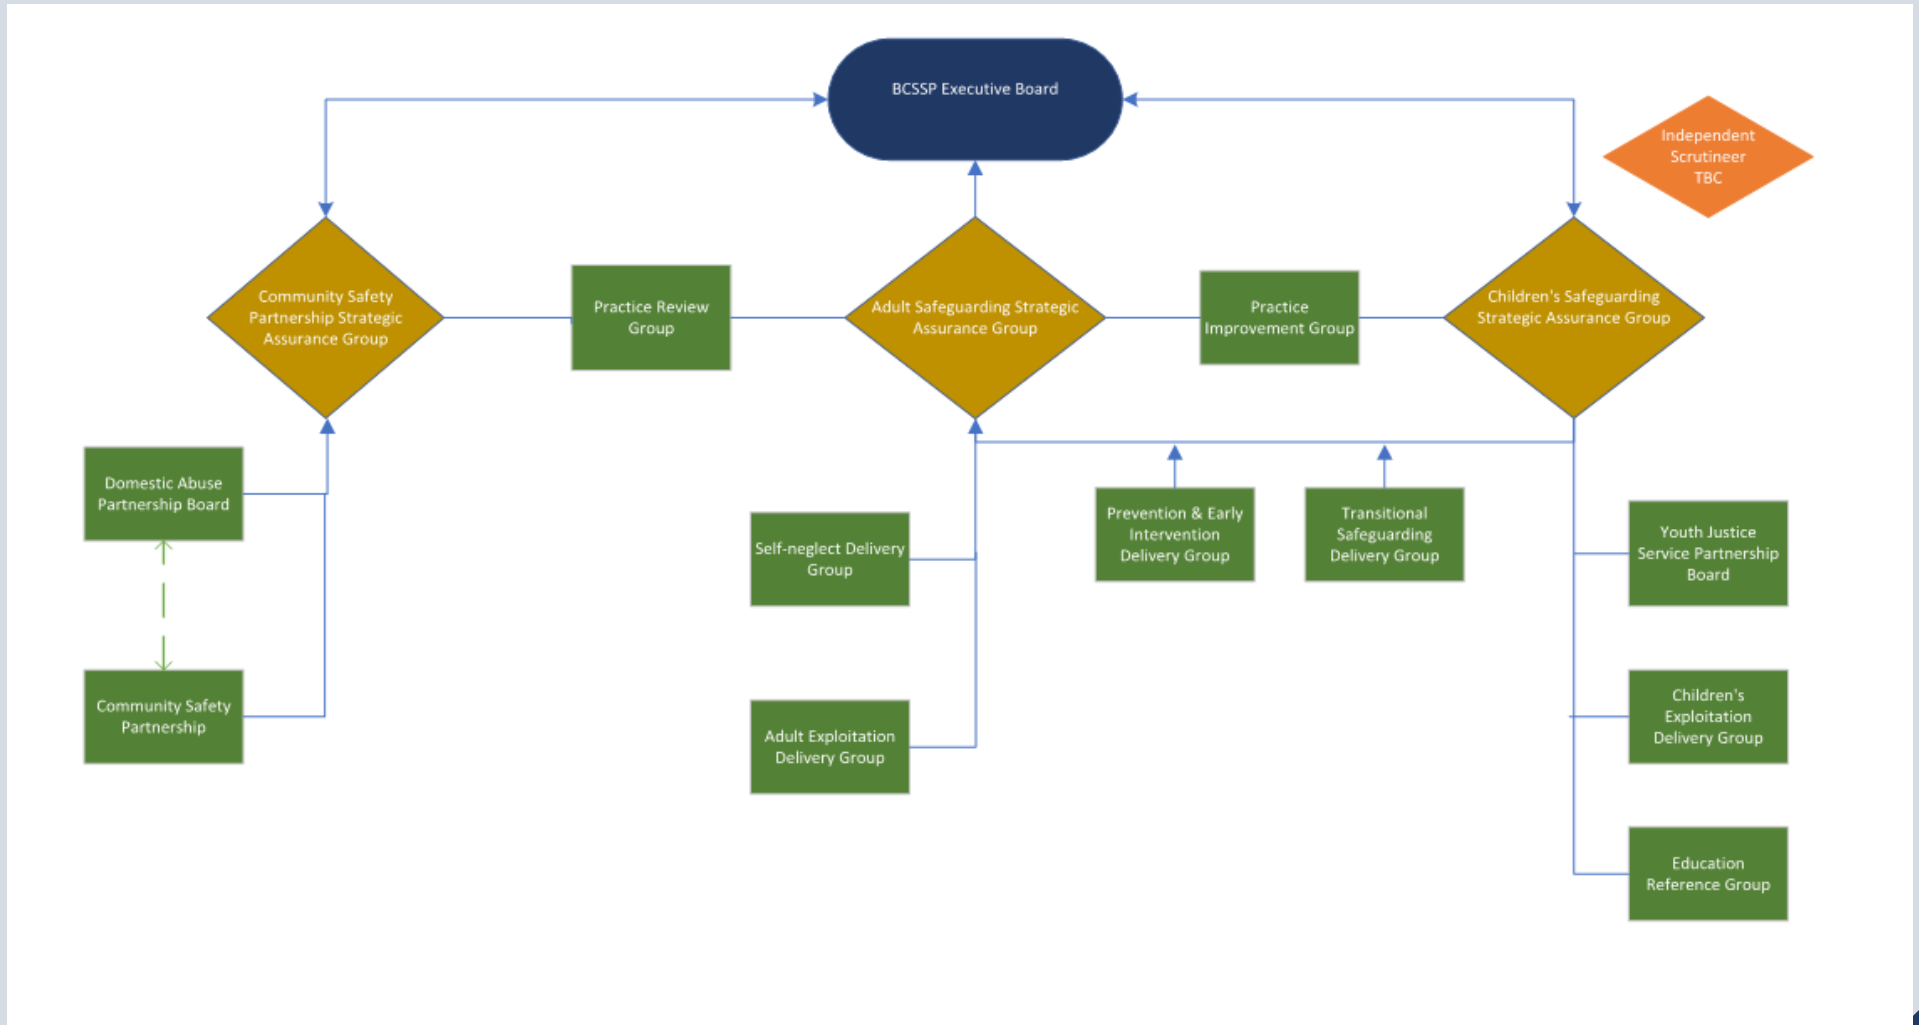 BCSSP Executive Board
Independent
Scrutineer
TBC
Community Safety
Partnership Strategic
Assurance Group
Practice Review
Group
Adult Safeguarding Strategic
Assurance Group
Practice
Improvement Group
Children's Safeguarding
Strategic Assurance Group
Domestic Abuse
Partnership Board
Self-neglect Delivery
Group
Prevention & Early
Intervention
Delivery Group
Transitional
Safeguarding
Delivery Group
Youth Justice
Service Partnership
Board
Community Safety
Partnership
Adult Exploitation
Delivery Group
Children's
Exploitation
Delivery Group
Education
Reference Group